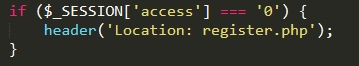 if ($_SESSION['access'] === '0') {
    header('Location: register.php');
}